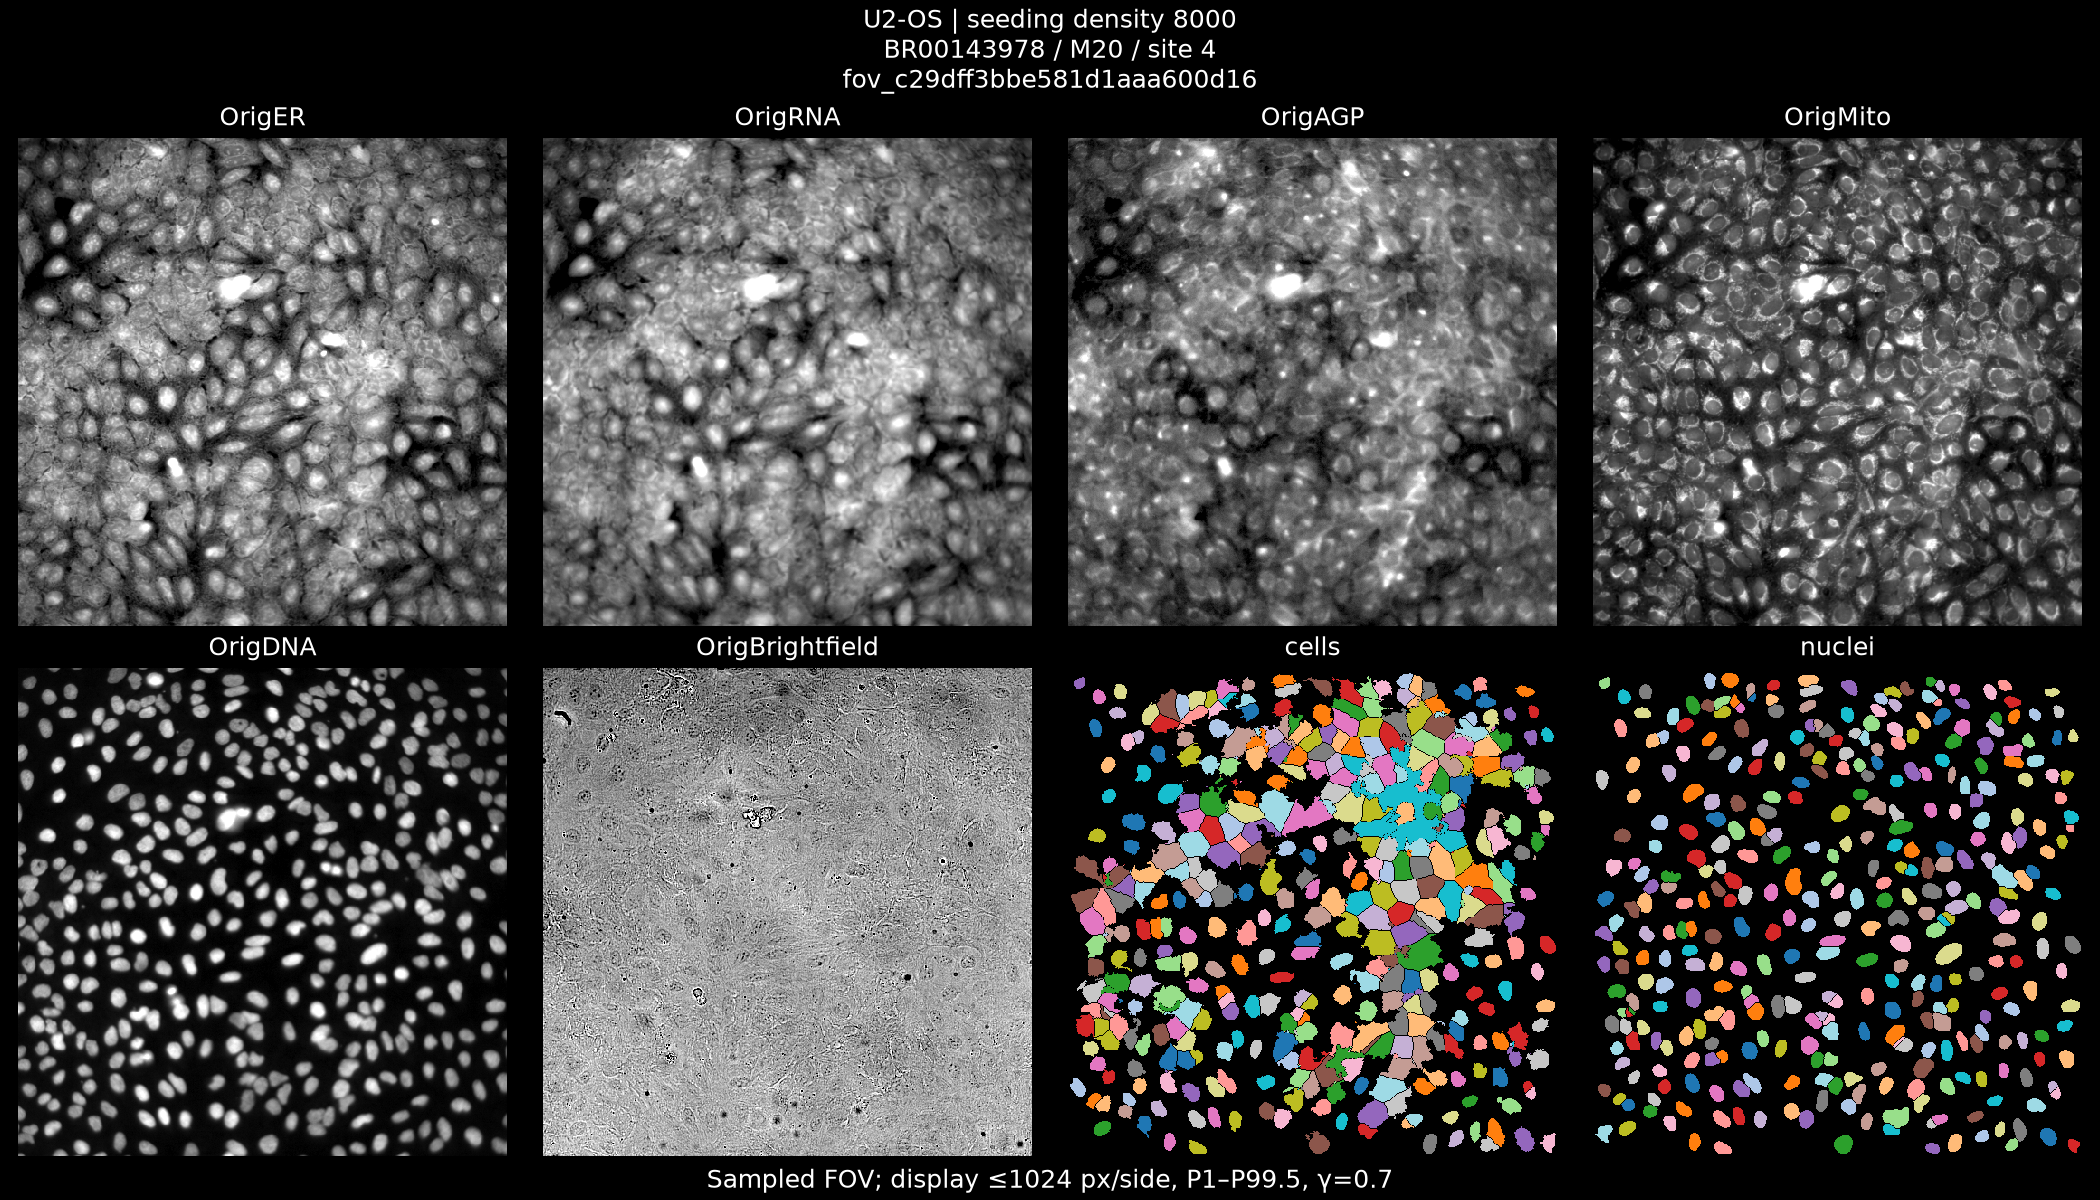 U2-OS | seeding density 8000
BR00143978 / M20 / site 4
fov_c29dff3bbe581d1aaa600d16
OrigER
OrigRNA
OrigAGP
OrigMito
OrigDNA
OrigBrightfield
cells
nuclei
Sampled FOV; display ≤1024 px/side, P1–P99.5, γ=0.7